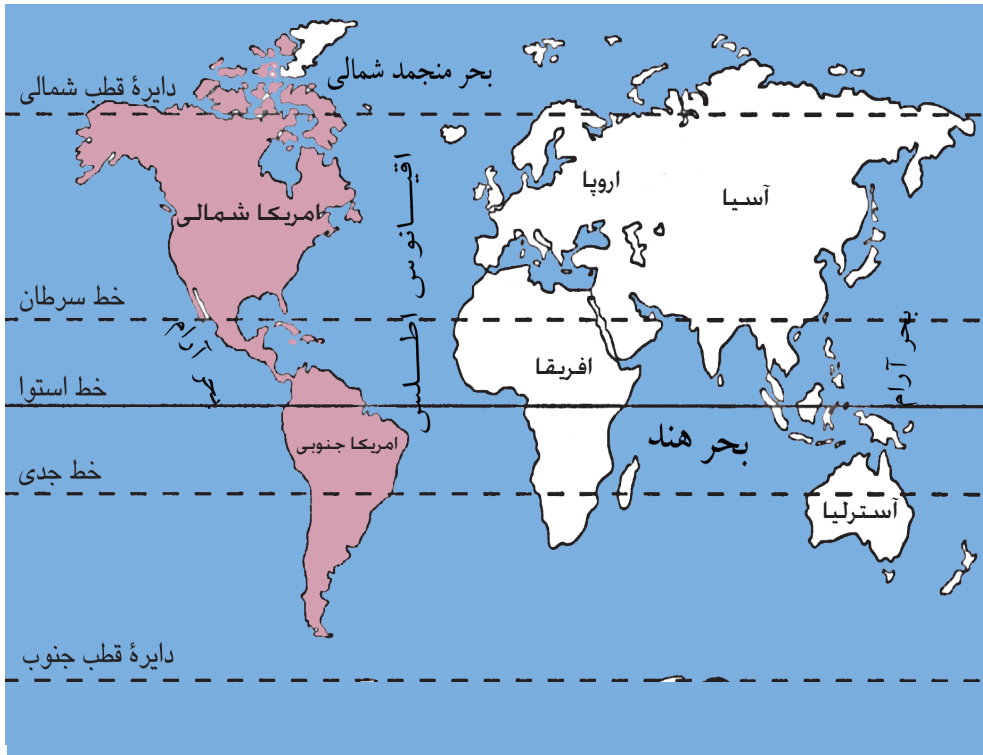 بحر منجمد شمالی
دایرۀ قطب شمالی
اروپا
آسیا
امریکا شمالی
اقیانوس اطلس
خط سرطان
بحر آرام
بحر آرام
افریقا
خط استوا
بحر هند
امریکا جنوبی
خط جدی
آسترلیا
دایرۀ قطب جنوب